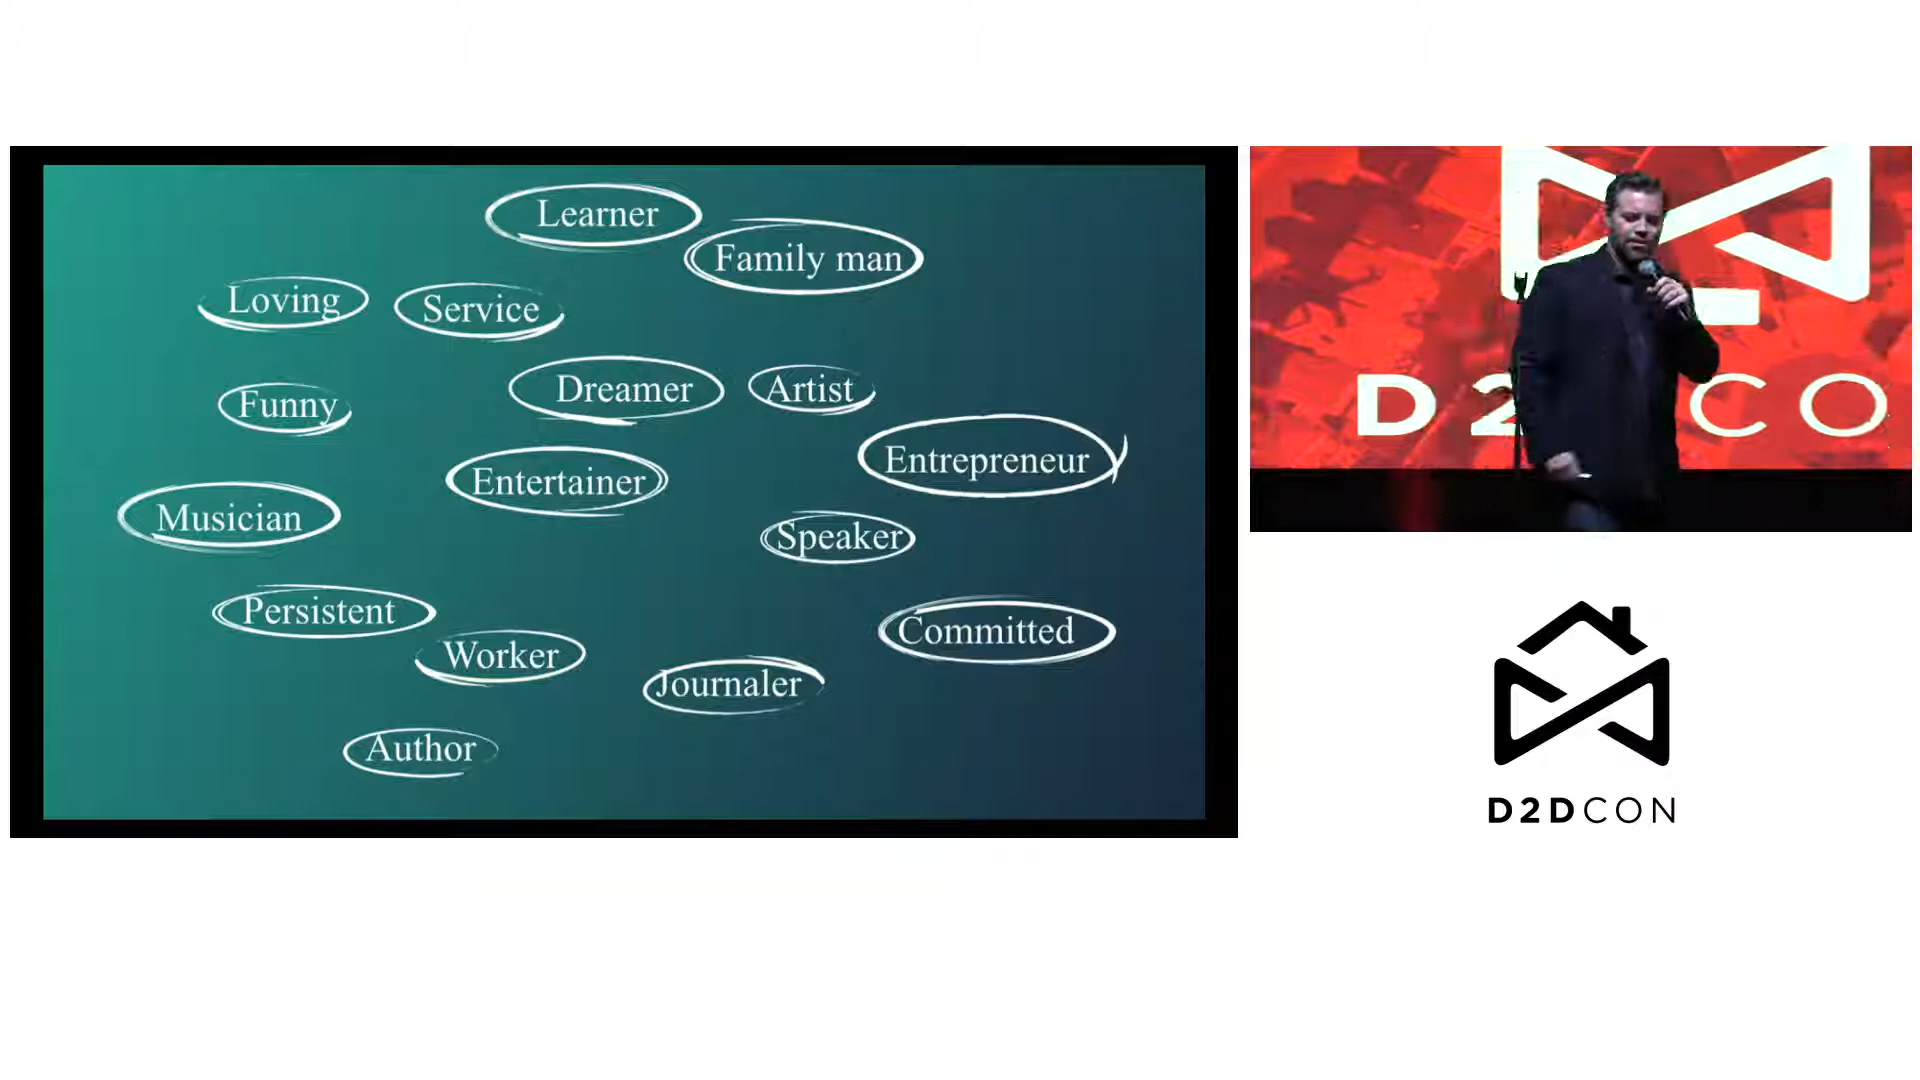 Learner
Family man
Loving
Service
Dreamer
Artist
Funny
Entrepreneur
Entertainer
Musician
Speaker
Persistent
Committed
Worker
Journaler
Author
D2 CO
D2DCON